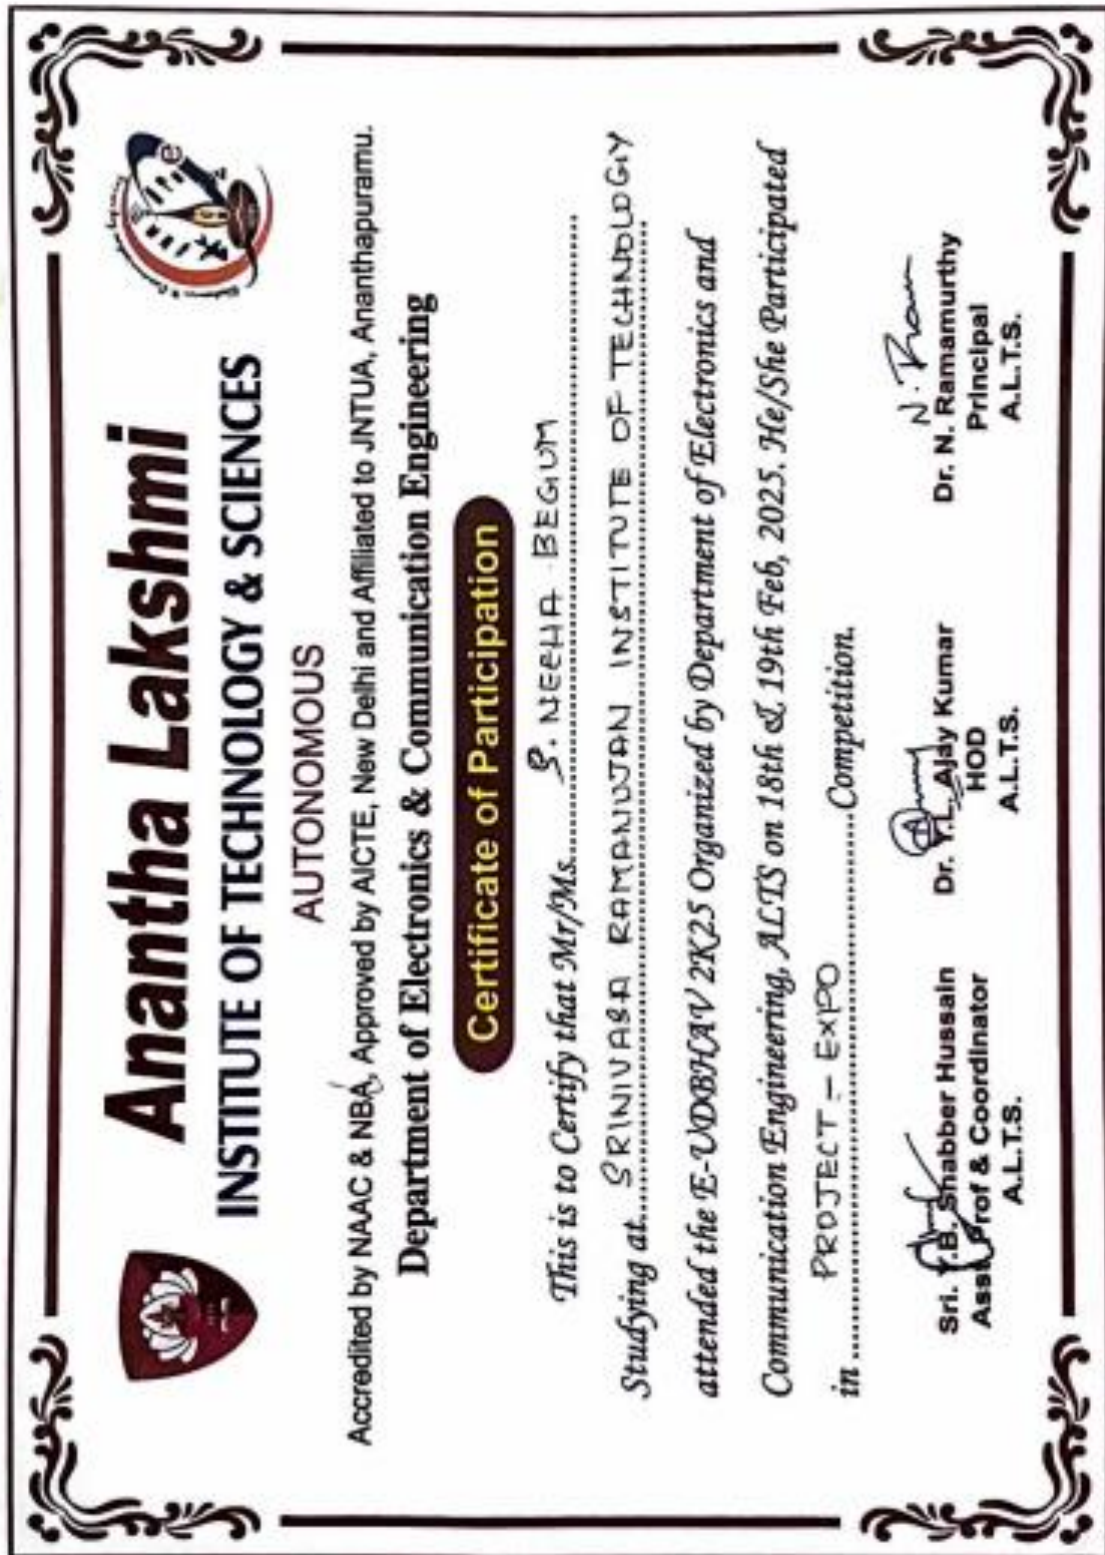 Anantha Lakshmi
INSTITUTE OF TECHNOLOGY & SCIENCES
AUTONOMOUS
Accredited by NAAC & NBA, Approved by AICTE, New Delhi and Affiliated to JNTUA, Ananthapuramu.
Department of Electronics & Communication Engineering
Certificate of Participation
This is to Certify that Mr/Ms. S. NEEHA BEGUM
Studying at SRINIVASA RAMANUJAN INSTITUTE OF TECHNOLOGY
attended the E-UDBHAV 2K25 Organized by Department of Electronics and
Communication Engineering, ALTS on 18th & 19th Feb, 2025. He/She Participated
in PROJECT - EXPO Competition.
N. Ram
Sri. Y.B. Shabber Hussain Dr. Y.L. Ajay Kumar Dr. N. Ramamurthy
Asst. Prof & Coordinator HOD Principal
A.L.T.S. A.L.T.S. A.L.T.S.